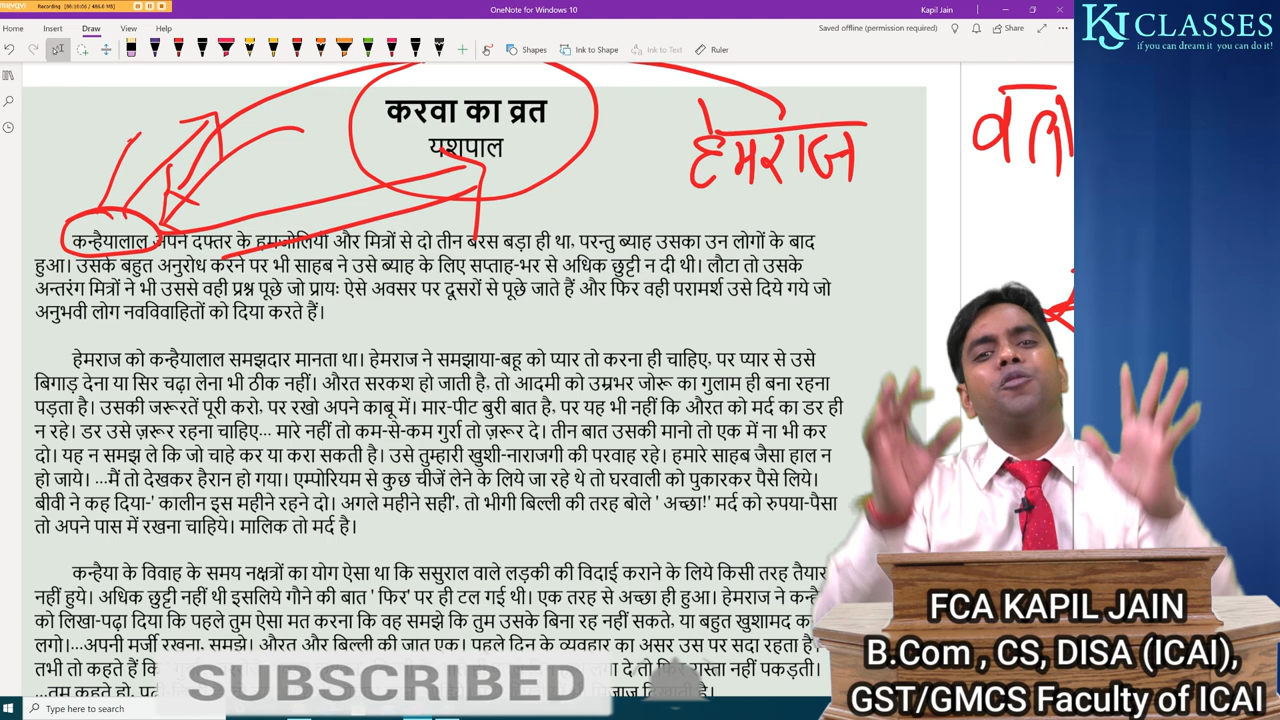 Recording
OneNote for Windows 10
Kapil Jain
Home Insert Draw View Help
Saved offline (permission required)
Share
Shapes Ink to Shape Ink to Text Ruler
KJ CLASSES
if you can dream it you can do it!
करवा का व्रत
यशपाल
हेमराज
कन्हैयालाल अपने दफ्तर के हमजोलियों और मित्रों से दो तीन बरस बड़ा ही था, परन्तु ब्याह उसका उन लोगों के बाद
हुआ। उसके बहुत अनुरोध करने पर भी साहब ने उसे ब्याह के लिए सप्ताह-भर से अधिक छुट्टी न दी थी। लौटा तो उसके
अन्तरंग मित्रों ने भी उससे वही प्रश्न पूछे जो प्रायः ऐसे अवसर पर दूसरों से पूछे जाते हैं और फिर वही परामर्श उसे दिये गये जो
अनुभवी लोग नवविवाहितों को दिया करते हैं।
हेमराज को कन्हैयालाल समझदार मानता था। हेमराज ने समझाया-बहू को प्यार तो करना ही चाहिए, पर प्यार से उसे
बिगाड़ देना या सिर चढ़ा लेना भी ठीक नहीं। औरत सरकश हो जाती है, तो आदमी को उम्रभर जोरू का गुलाम ही बना रहना
पड़ता है। उसकी जरूरतें पूरी करो, पर रखो अपने काबू में। मार-पीट बुरी बात है, पर यह भी नहीं कि औरत को मर्द का डर ही
न रहे। डर उसे ज़रूर रहना चाहिए... मारे नहीं तो कम-से-कम गुर्रा तो ज़रूर दे। तीन बात उसकी मानो तो एक में ना भी कर
दो। यह न समझ ले कि जो चाहे कर या करा सकती है। उसे तुम्हारी खुशी-नाराजगी की परवाह रहे। हमारे साहब जैसा हाल न
हो जाये। ...मैं तो देखकर हैरान हो गया। एम्पोरियम से कुछ चीजें लेने के लिये जा रहे थे तो घरवाली को पुकारकर पैसे लिये।
बीवी ने कह दिया-' कालीन इस महीने रहने दो। अगले महीने सही', तो भीगी बिल्ली की तरह बोले ' अच्छा!' मर्द को रुपया-पैसा
तो अपने पास में रखना चाहिये। मालिक तो मर्द है।
कन्हैया के विवाह के समय नक्षत्रों का योग ऐसा था कि ससुराल वाले लड़की की विदाई कराने के लिये किसी तरह तैयार
नहीं हुये। अधिक छुट्टी नहीं थी इसलिये गौने की बात ' फिर' पर ही टल गई थी। एक तरह से अच्छा ही हुआ। हेमराज ने
को लिखा-पढ़ा दिया कि पहले तुम ऐसा मत करना कि वह समझे कि तुम उसके बिना रह नहीं सकते, या बहुत खुशामद
लगो।...अपनी मर्जी रखना, समझे। औरत और बिल्ली की जात एक। पहले दिन के व्यवहार का असर उस पर सदा रहता है।
तभी तो कहते हैं कि दे तो रास्ता नहीं पकड़ती।
...तुम कहते हो,
SUBSCRIBED
FCA KAPIL JAIN
B.Com , CS, DISA (ICAI),
GST/GMCS Faculty of ICAI
Type here to search